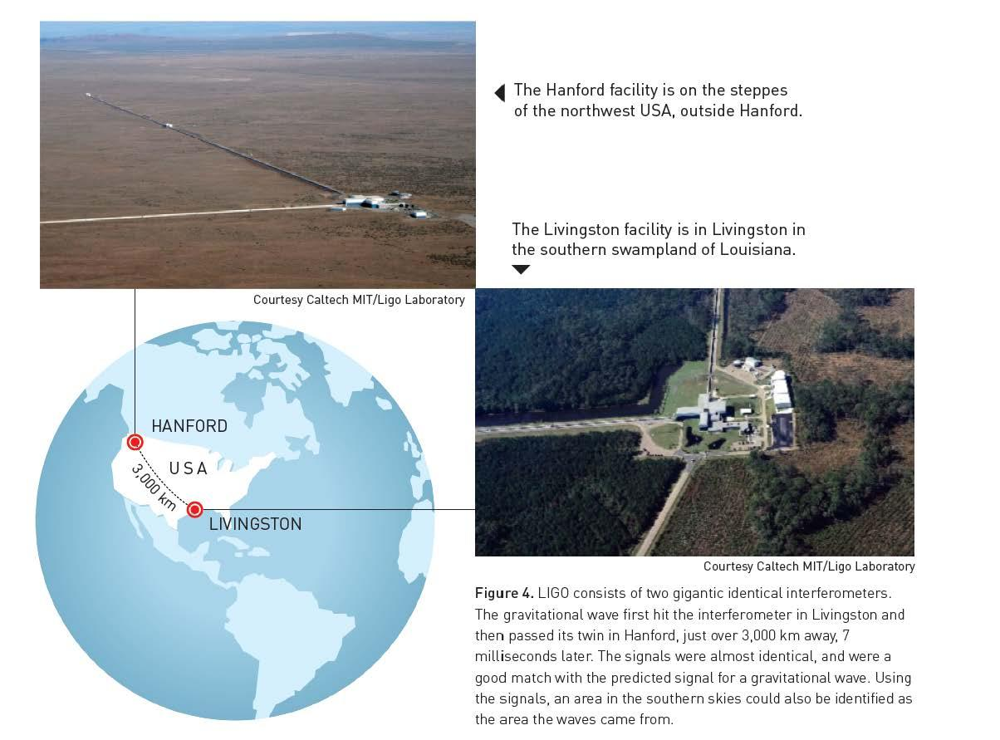 The Hanford facility is on the steppes
of the northwest USA, outside Hanford.
The Livingston facility is in Livingston in
the southern swampland of Louisiana.
Courtesy Caltech MIT/Ligo Laboratory
HANFORD
USA
3,000 km
LIVINGSTON
Courtesy Caltech MIT/Ligo Laboratory
Figure 4. LIGO consists of two gigantic identical interferometers.
The gravitational wave first hit the interferometer in Livingston and
then passed its twin in Hanford, just over 3,000 km away, 7
milliseconds later. The signals were almost identical, and were a
good match with the predicted signal for a gravitational wave. Using
the signals, an area in the southern skies could also be identified as
the area the waves came from.